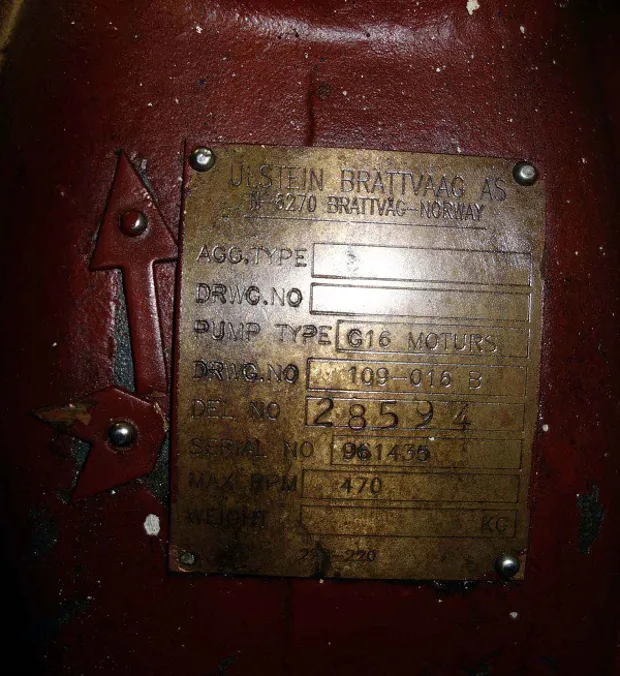 ULSTEIN BRATTVAAG AS
N-6270 BRATTVÅG-NORWAY
AGG.TYPE
DRWG.NO
PUMP TYPE G16 MOTURS
DRWG.NO 109-016 B
DEL NO 28594
SERIAL NO 961435
MAX RPM 470
WEIGHT KG